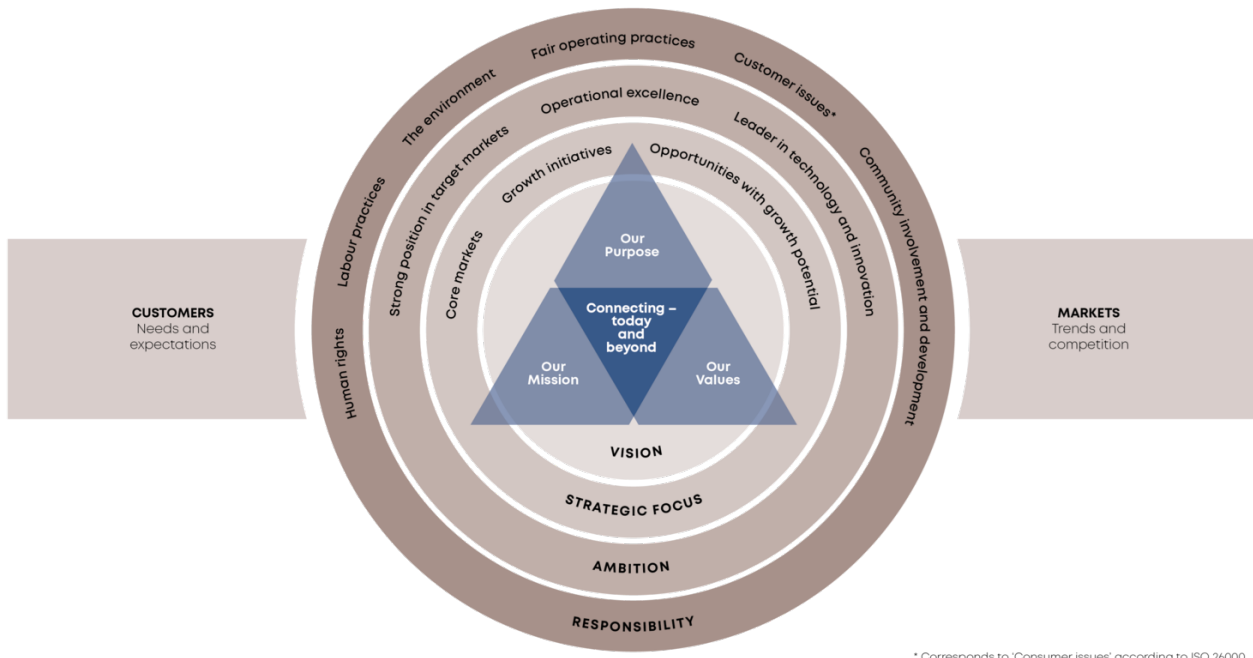 Fair operating practices
Customer issues*
The environment
Operational excellence
Leader in technology and innovation
Strong position in target markets
Growth initiatives
Opportunities with growth potential
Community involvement and development
Labour practices
Core markets
Human rights
Our
Purpose
CUSTOMERS
Needs and
expectations
Connecting –
today
and
beyond
MARKETS
Trends and
competition
Our
Mission
Our
Values
VISION
STRATEGIC FOCUS
AMBITION
RESPONSIBILITY
* Corresponds to 'Consumer issues' according to ISO 26000